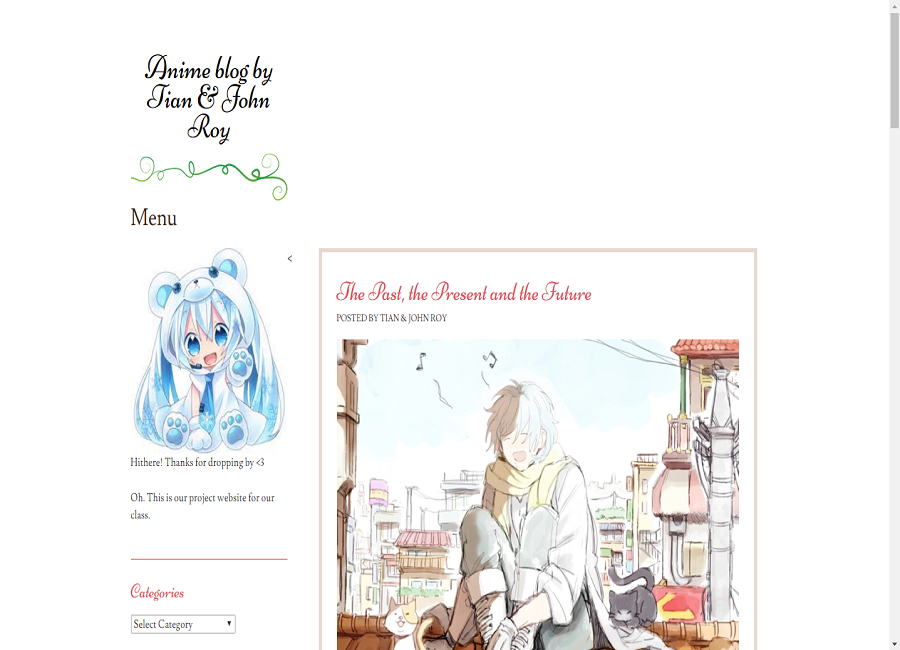 Anime blog by
Tian & John
Roy
Menu
<
Hithere! Thanks for dropping by <3
Oh. This is our project website for our
class.
Categories
Select Category
The Past, the Present and the Future
POSTED BY TIAN & JOHN ROY